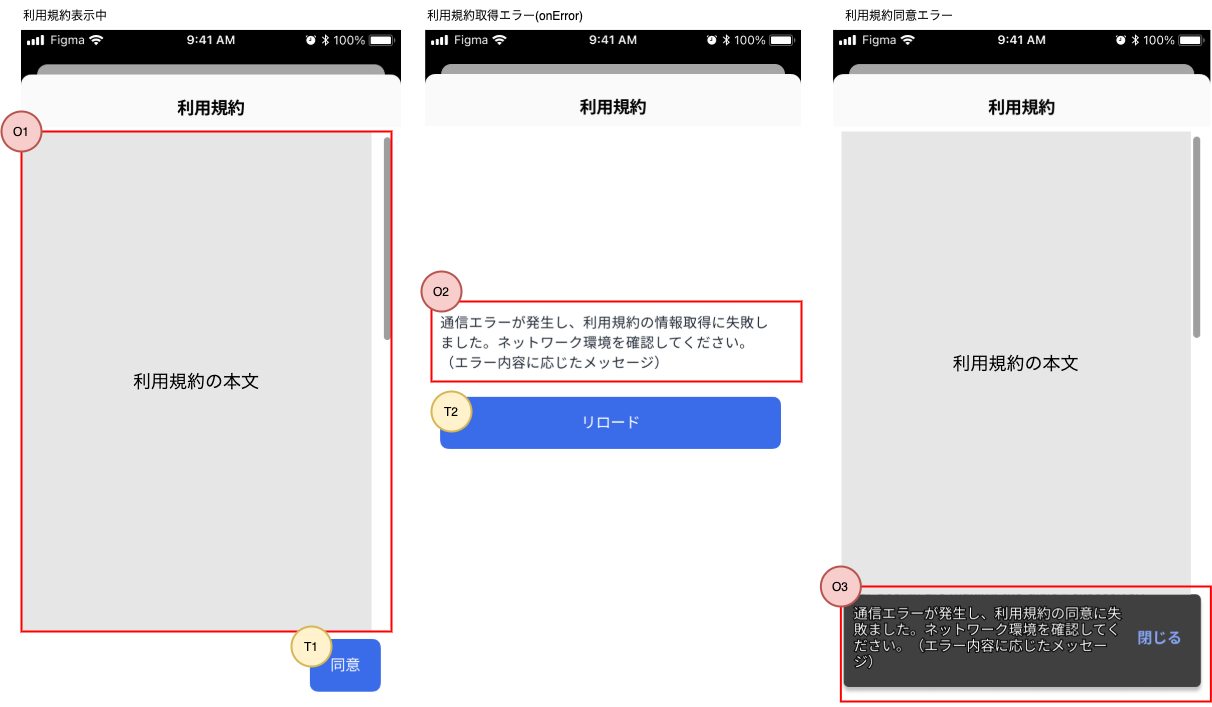 利用規約表示中
Figma 9:41 AM 100%
利用規約
O1
利用規約の本文
T1
同意
利用規約取得エラー(onError)
Figma 9:41 AM 100%
利用規約
O2
通信エラーが発生し、利用規約の情報取得に失敗し
ました。ネットワーク環境を確認してください。
（エラー内容に応じたメッセージ）
T2
リロード
利用規約同意エラー
Figma 9:41 AM 100%
利用規約
利用規約の本文
O3
通信エラーが発生し、利用規約の同意に失
敗ました。ネットワーク環境を確認してく
ださい。（エラー内容に応じたメッセー
ジ）
閉じる